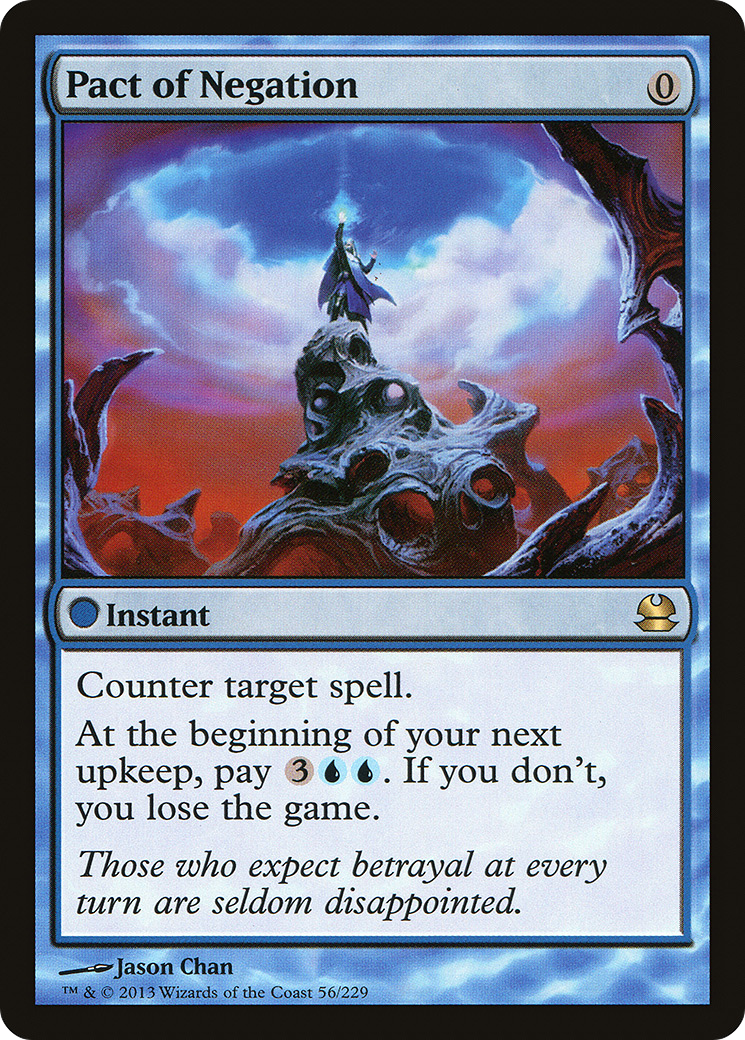 Pact of Negation 0
Instant
Counter target spell.
At the beginning of your next
upkeep, pay 3. If you don't,
you lose the game.
Those who expect betrayal at every
turn are seldom disappointed.
Jason Chan
™ & © 2013 Wizards of the Coast 56/229